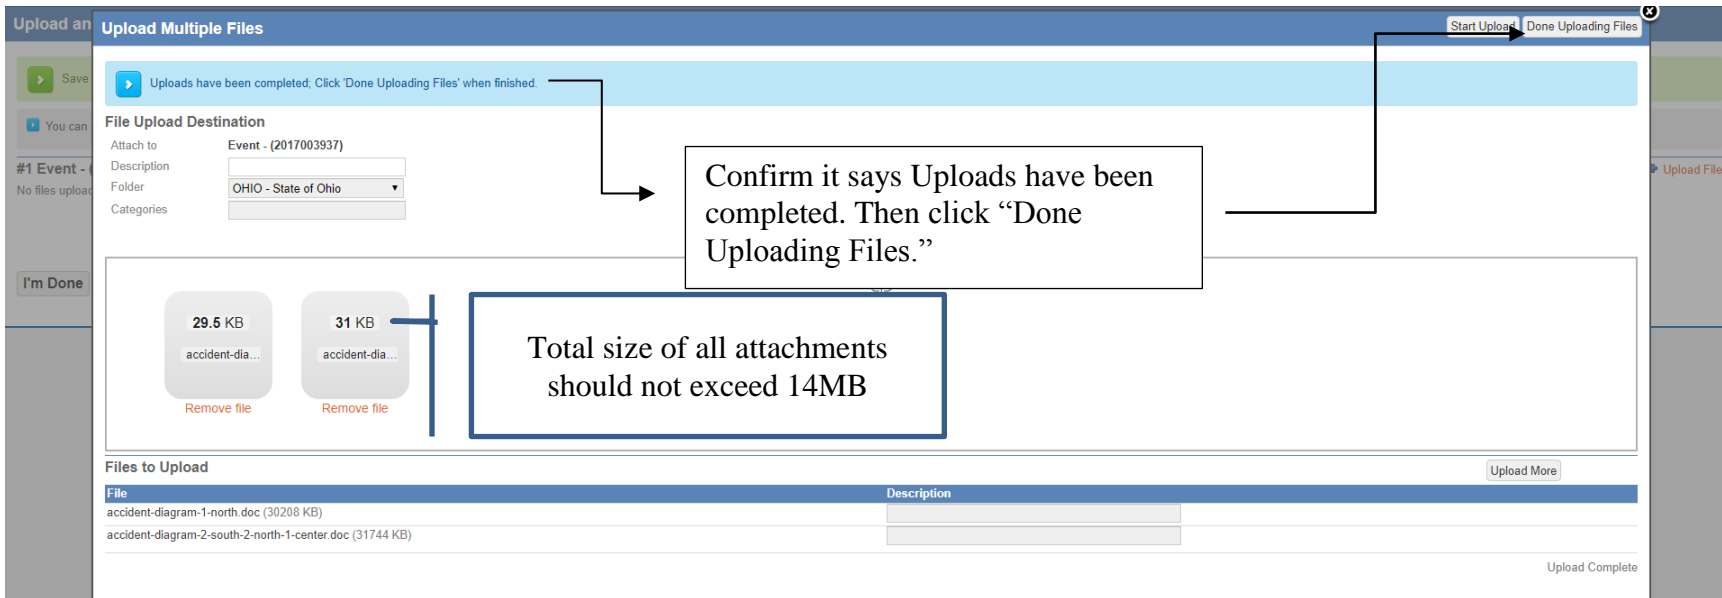 Upload an
Upload Multiple Files
Start Upload
Done Uploading Files
Save
Uploads have been completed; Click 'Done Uploading Files' when finished.
You can
File Upload Destination
Attach to Event - (2017003937)
#1 Event - (
Description
Upload File
No files upload
Folder OHIO - State of Ohio
Categories
Confirm it says Uploads have been
completed. Then click “Done
Uploading Files.”
I'm Done
29.5 KB
accident-dia...
Remove file
31 KB
accident-dia...
Remove file
Total size of all attachments
should not exceed 14MB
Files to Upload
Upload More
File Description
accident-diagram-1-north.doc (30208 KB)
accident-diagram-2-south-2-north-1-center.doc (31744 KB)
Upload Complete